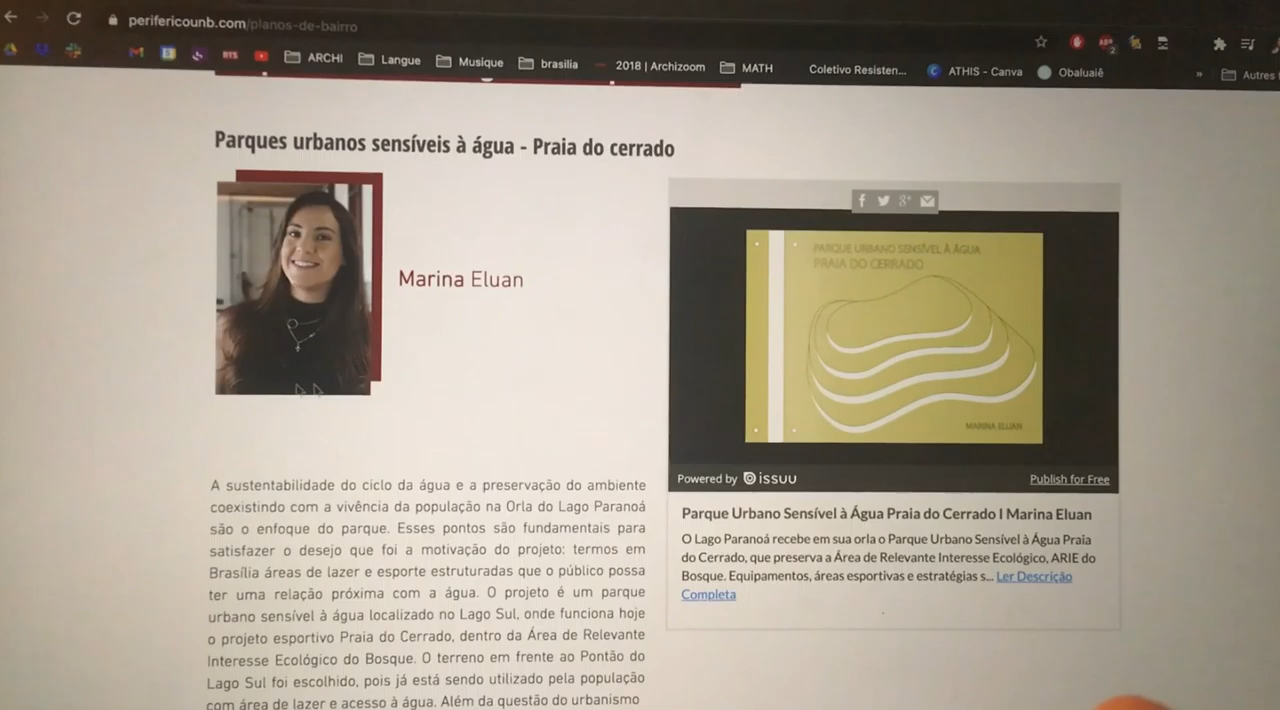 perifericounb.com/planos-de-bairro
RTS
ARCHI
Langue
Musique
brasilia
2018 | Archizoom
MATH
Coletivo Resisten...
ATHIS - Canva
Obaluaiê
»
Autres
Parques urbanos sensíveis à água - Praia do cerrado
Marina Eluan
A sustentabilidade do ciclo da água e a preservação do ambiente
coexistindo com a vivência da população na Orla do Lago Paranoá
são o enfoque do parque. Esses pontos são fundamentais para
satisfazer o desejo que foi a motivação do projeto: termos em
Brasília áreas de lazer e esporte estruturadas que o público possa
ter uma relação próxima com a água. O projeto é um parque
urbano sensível à água localizado no Lago Sul, onde funciona hoje
o projeto esportivo Praia do Cerrado, dentro da Área de Relevante
Interesse Ecológico do Bosque. O terreno em frente ao Pontão do
Lago Sul foi escolhido, pois já está sendo utilizado pela população
com área de lazer e acesso à água. Além da questão do urbanismo
PARQUE URBANO SENSÍVEL À ÁGUA
PRAIA DO CERRADO
MARINA ELUAN
Powered by issuu
Publish for Free
Parque Urbano Sensível à Água Praia do Cerrado I Marina Eluan
O Lago Paranoá recebe em sua orla o Parque Urbano Sensível à Água Praia
do Cerrado, que preserva a Área de Relevante Interesse Ecológico, ARIE do
Bosque. Equipamentos, áreas esportivas e estratégias s... Ler Descrição
Completa